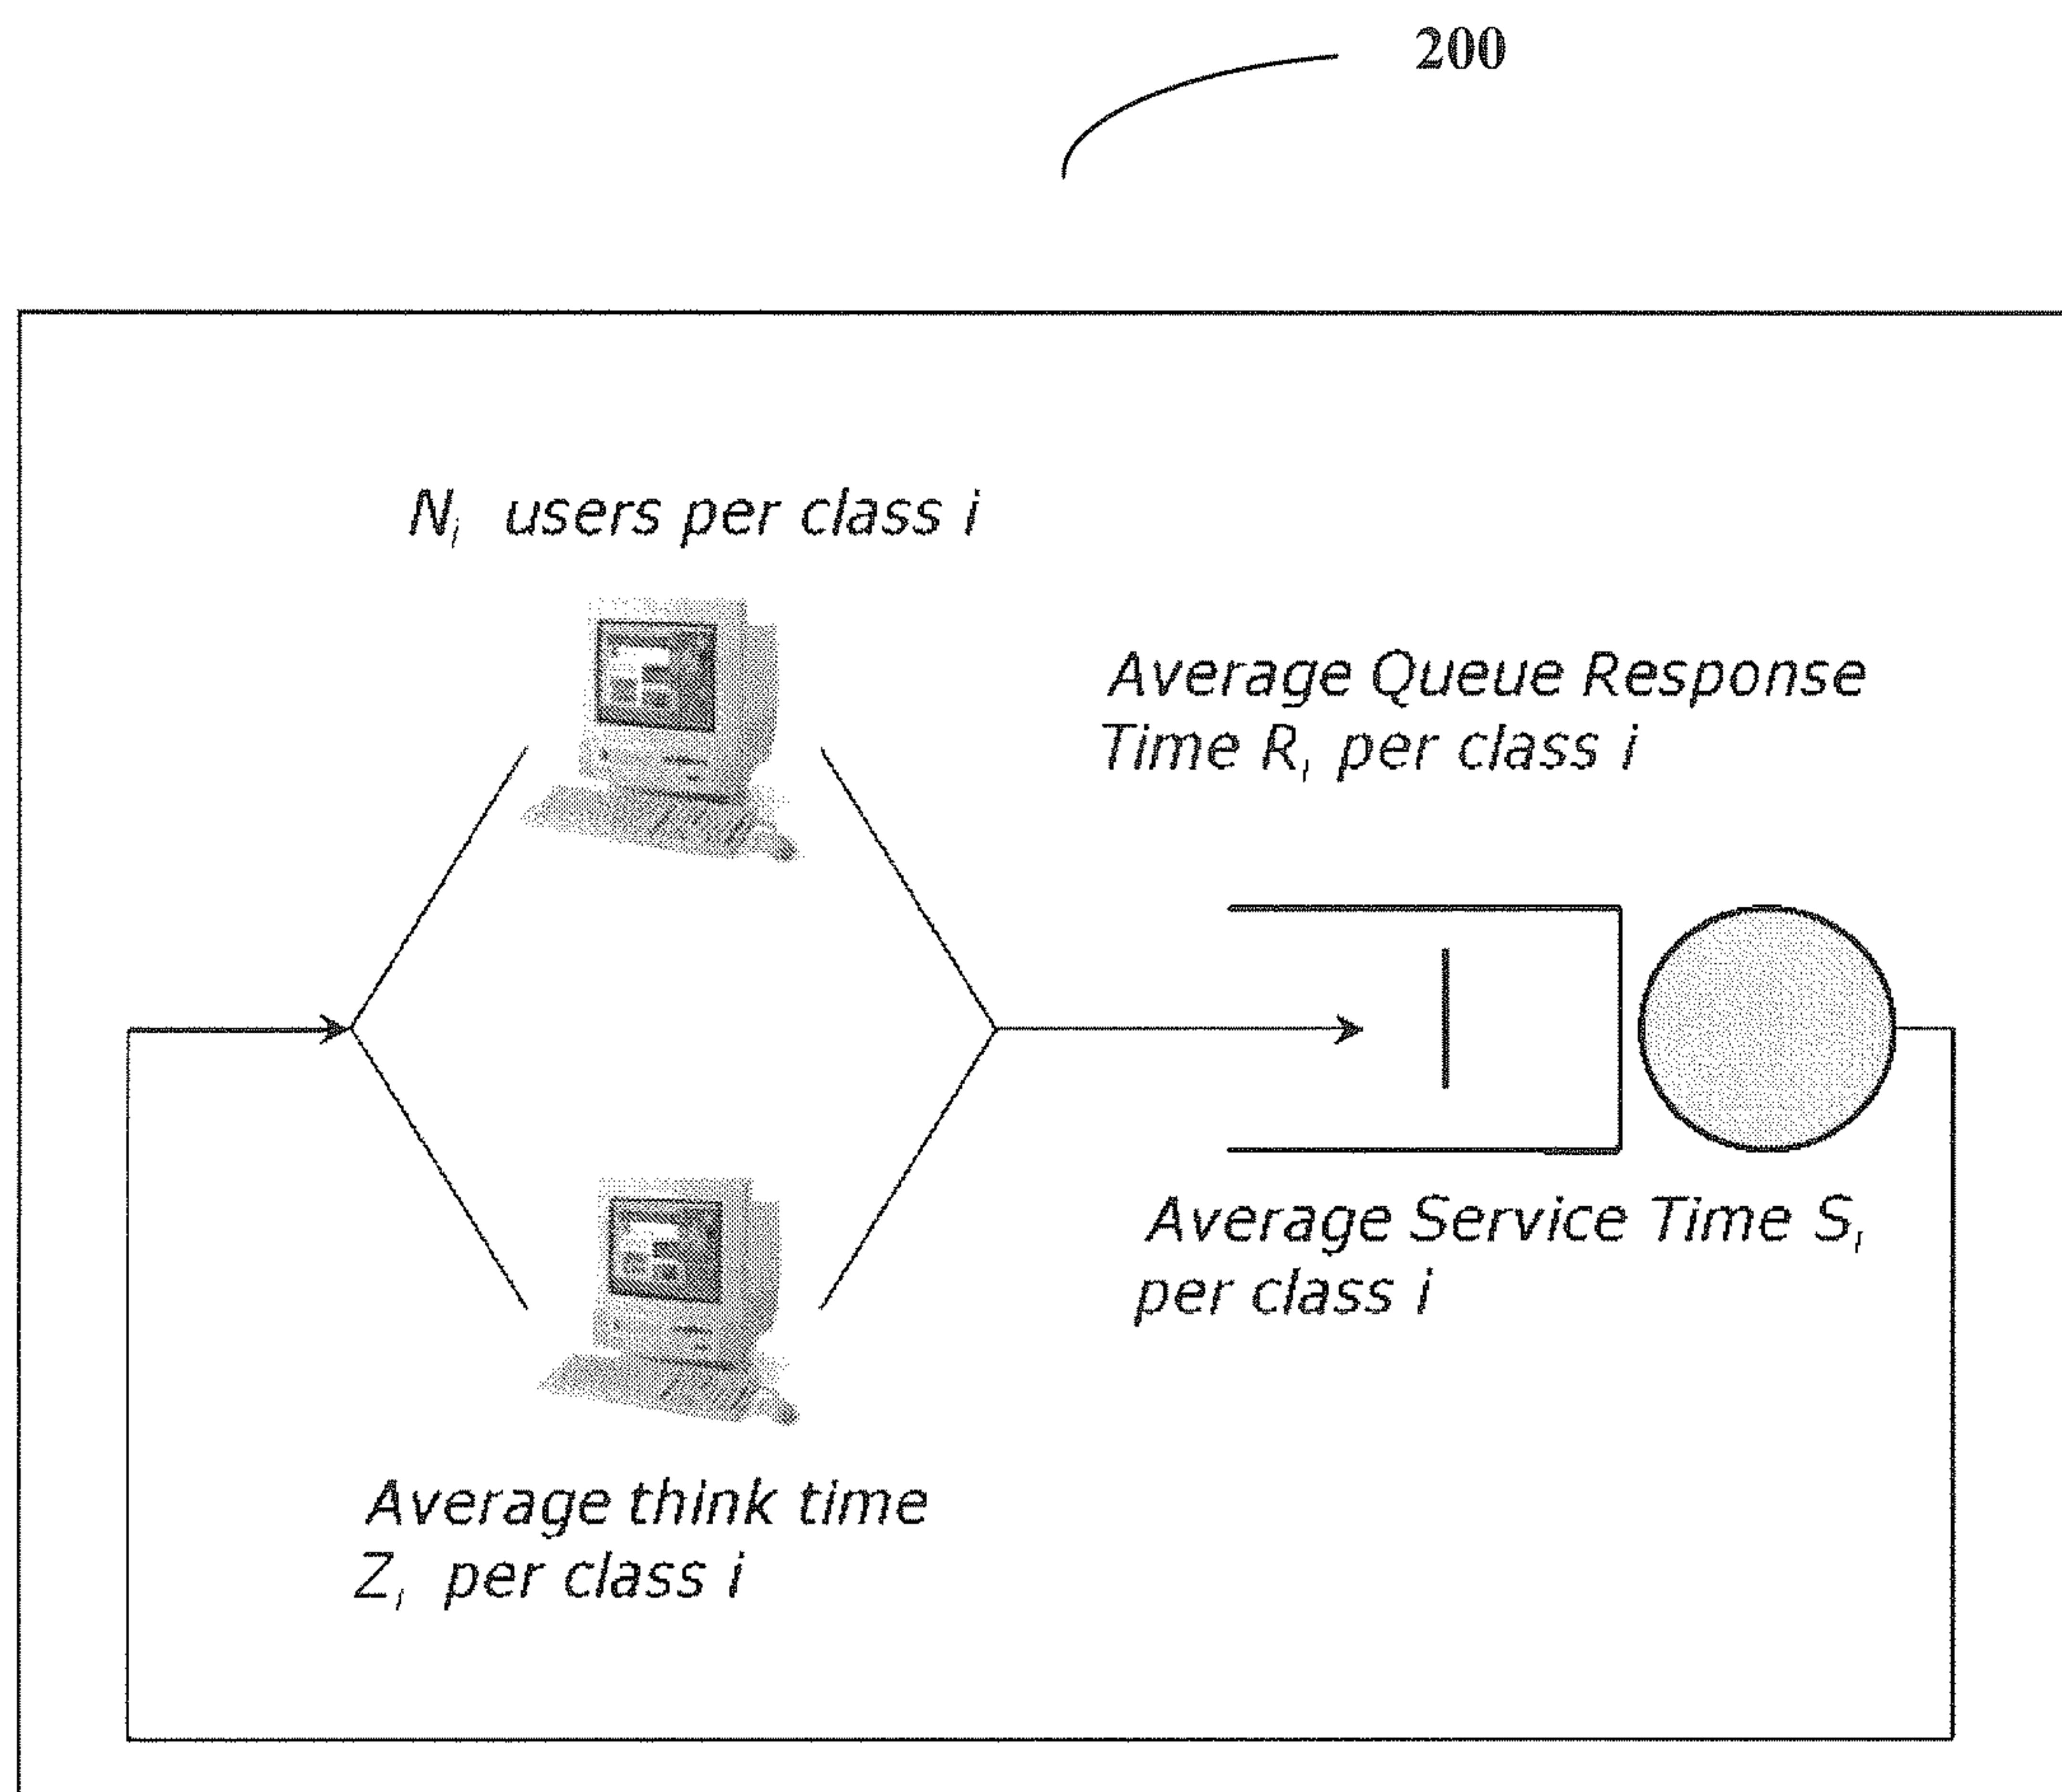 200
Nᵢ users per class i
Average Queue Response
Time Rᵢ per class i
Average Service Time Sᵢ
per class i
Average think time
Zᵢ per class i